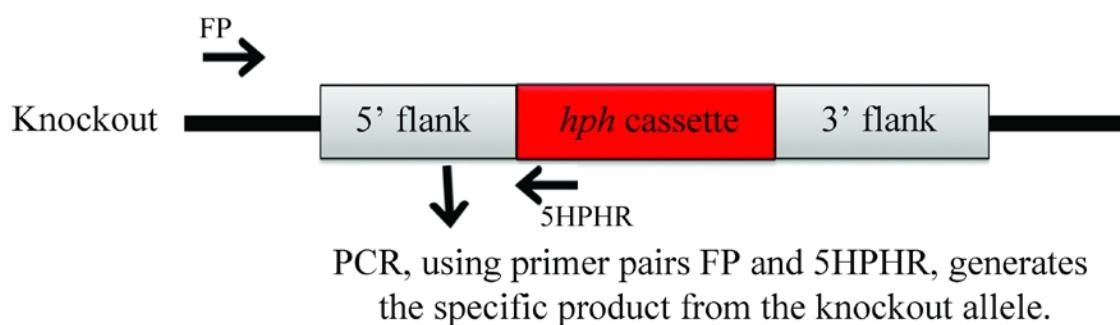 FP
Knockout
5’ flank
hph cassette
3’ flank
5HPHR
PCR, using primer pairs FP and 5HPHR, generates
the specific product from the knockout allele.